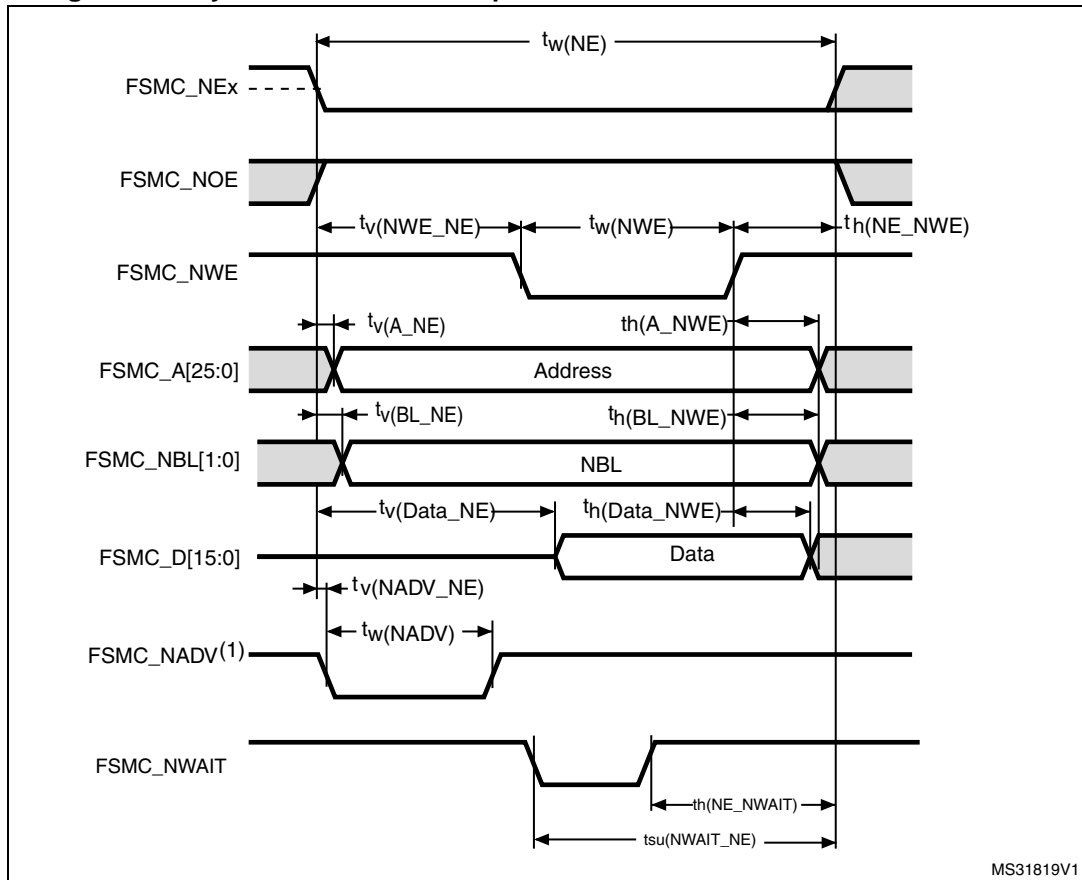 tw(NE)
FSMC_NEx
FSMC_NOE
tv(NWE_NE)
tw(NWE)
th(NE_NWE)
FSMC_NWE
tv(A_NE)
th(A_NWE)
FSMC_A[25:0]
Address
tv(BL_NE)
th(BL_NWE)
FSMC_NBL[1:0]
NBL
tv(Data_NE)
th(Data_NWE)
FSMC_D[15:0]
Data
tv(NADV_NE)
tw(NADV)
FSMC_NADV(1)
FSMC_NWAIT
th(NE_NWAIT)
tsu(NWAIT_NE)
MS31819V1